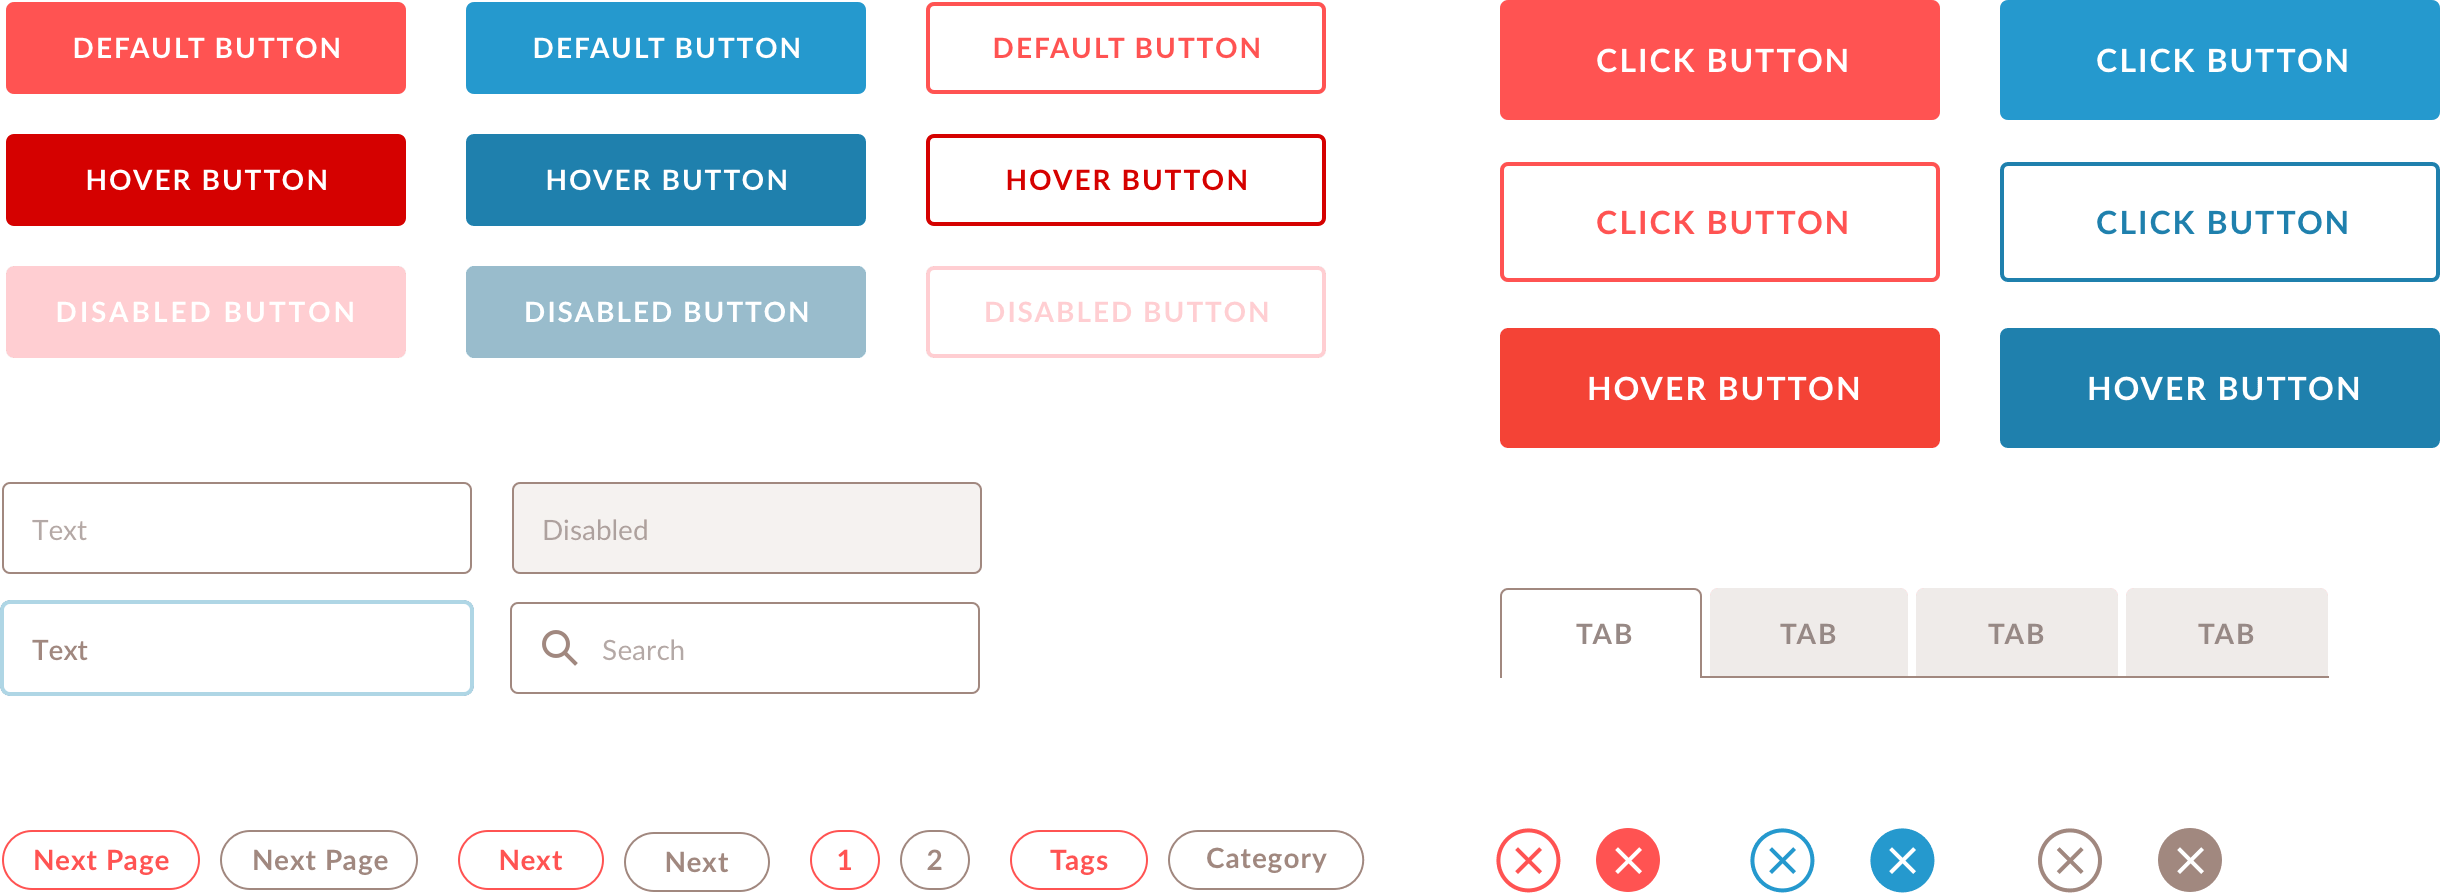 DEFAULT BUTTON
DEFAULT BUTTON
DEFAULT BUTTON
HOVER BUTTON
HOVER BUTTON
HOVER BUTTON
DISABLED BUTTON
DISABLED BUTTON
DISABLED BUTTON
CLICK BUTTON
CLICK BUTTON
CLICK BUTTON
CLICK BUTTON
HOVER BUTTON
HOVER BUTTON
Text
Disabled
Text
Search
TAB
TAB
TAB
TAB
Next Page
Next Page
Next
Next
1
2
Tags
Category